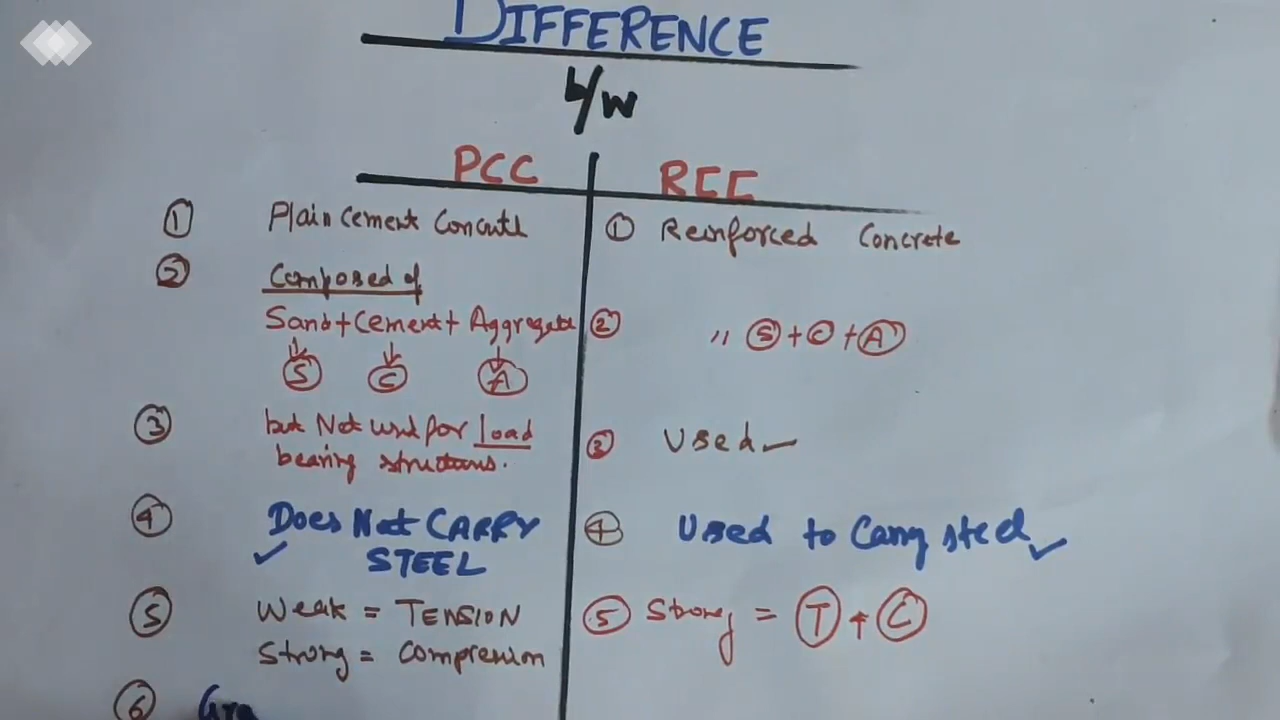 DIFFERENCE
b/w
PCC
RCC
① Plain cement Concrete
① Reinforced Concrete
② Composed of
Sand + Cement + Aggregate
S C A
② " S + C + A
③ but Not used for load
bearing structures.
③ Used ✓
④ Does Not CARRY
✓ STEEL
④ Used to Carry steel ✓
⑤ Weak = TENSION
Strong = Compression
⑤ Strong = T + C
⑥ Gra